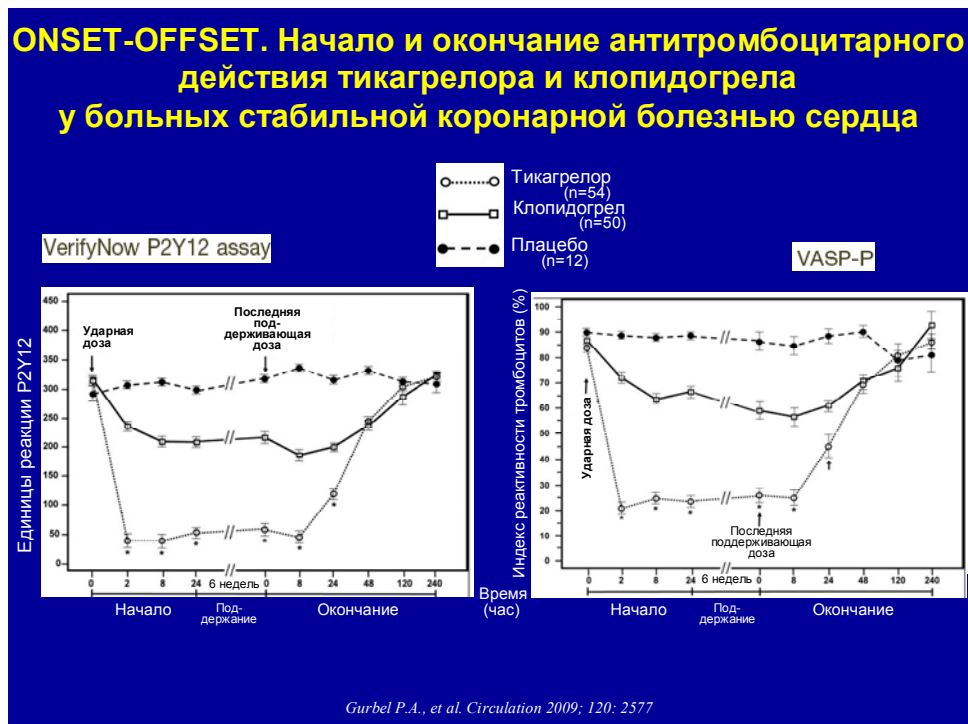 ONSET-OFFSET. Начало и окончание антитромбоцитарного
действия тикагрелора и клопидогрела
у больных стабильной коронарной болезнью сердца
Тикагрелор
(n=54)
Клопидогрел
(n=50)
Плацебо
(n=12)
VerifyNow P2Y12 assay
VASP-P
Единицы реакции P2Y12
450
400
350
300
250
200
150
100
50
0
Ударная
доза
Последняя
под-
держивающая
доза
* * * * * *
0 2 8 24 6 недель 0 8 24 48 120 240
Начало
Под-
держание
Окончание
Время
(час)
Индекс реактивности тромбоцитов (%)
100
90
80
70
60
50
40
30
20
10
0
Ударная доза
Последняя
поддерживающая
доза
* * * * *
†
0 2 8 24 6 недель 0 8 24 48 120 240
Начало
Под-
держание
Окончание
Gurbel P.A., et al. Circulation 2009; 120: 2577